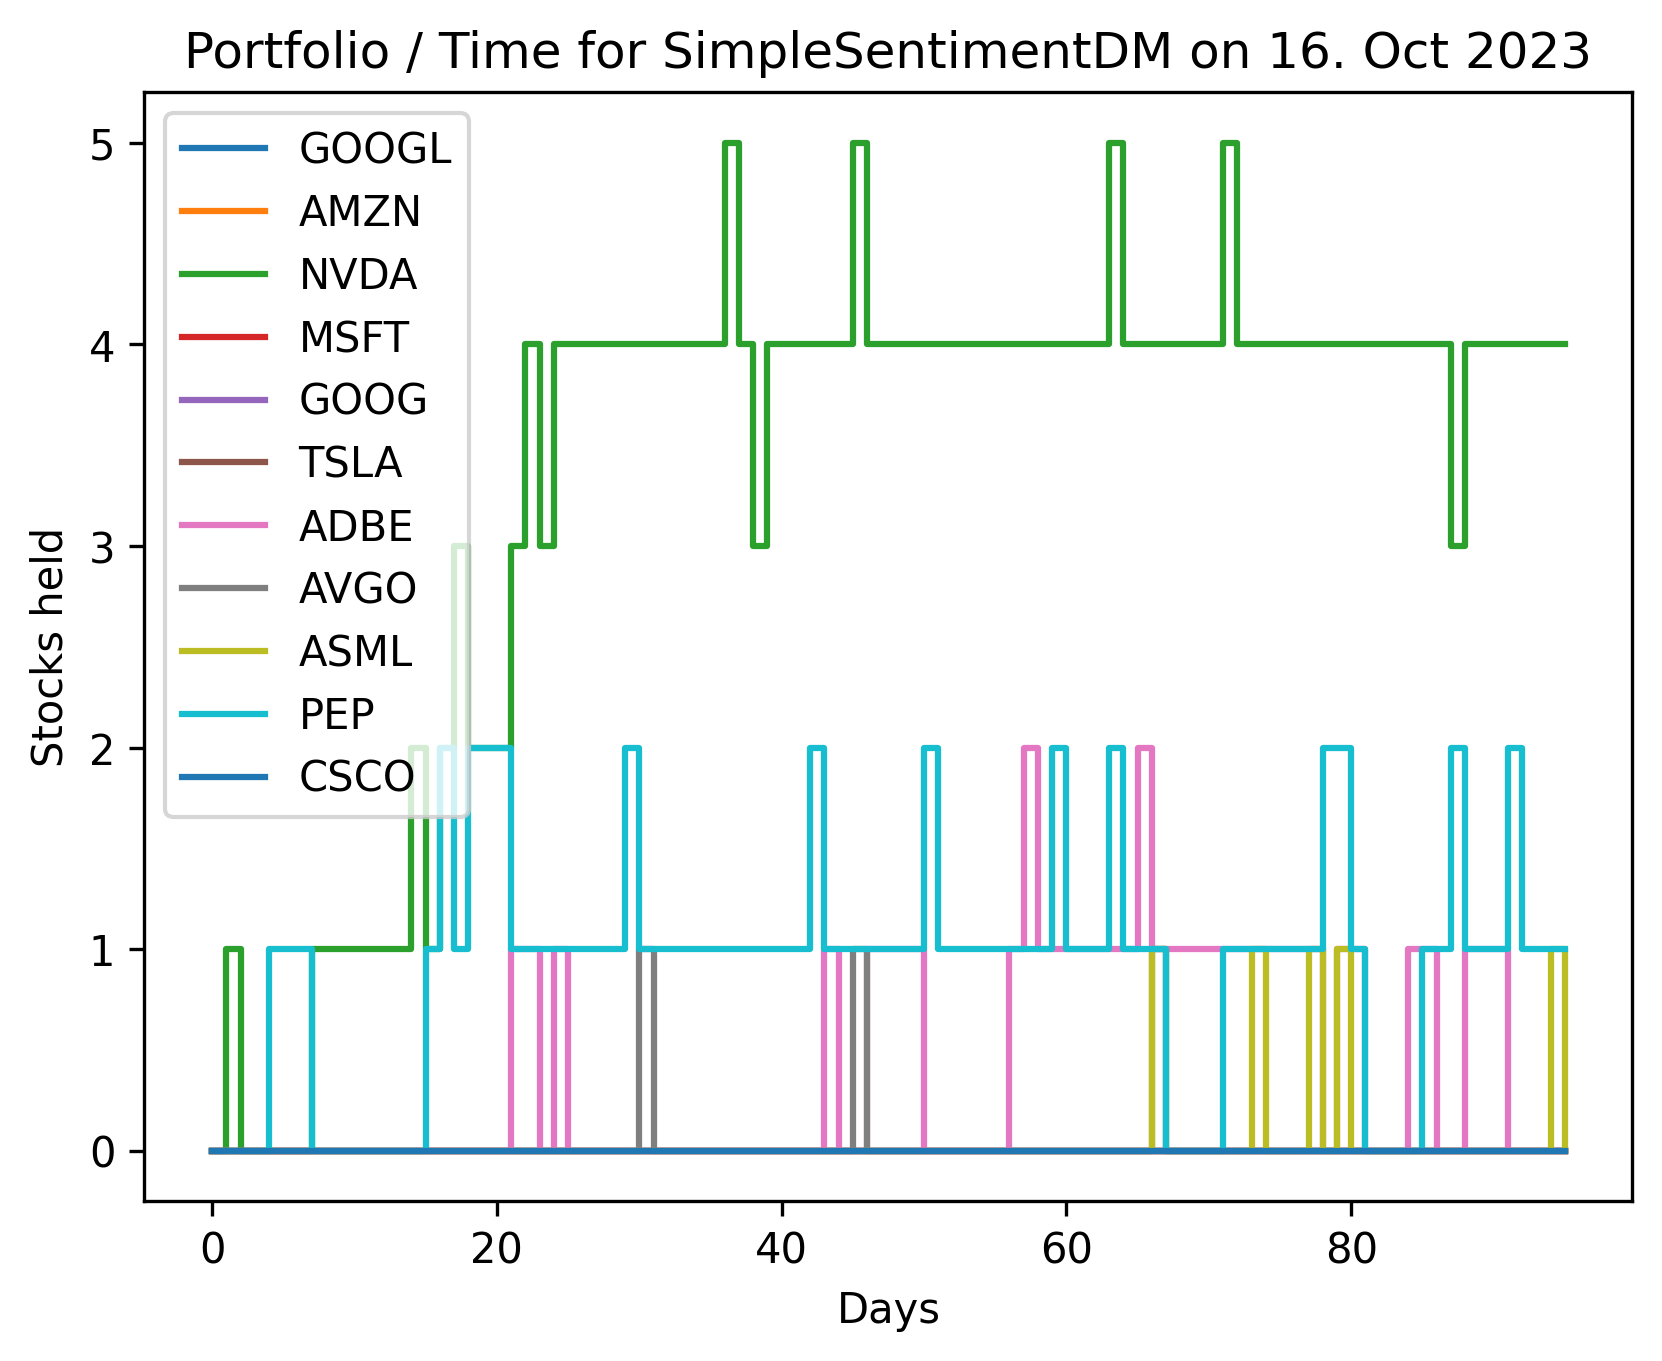 Portfolio / Time for SimpleSentimentDM on 16. Oct 2023
GOOGL
AMZN
NVDA
MSFT
GOOG
TSLA
ADBE
AVGO
ASML
PEP
CSCO
5
4
3
2
1
0
Stocks held
0 20 40 60 80
Days